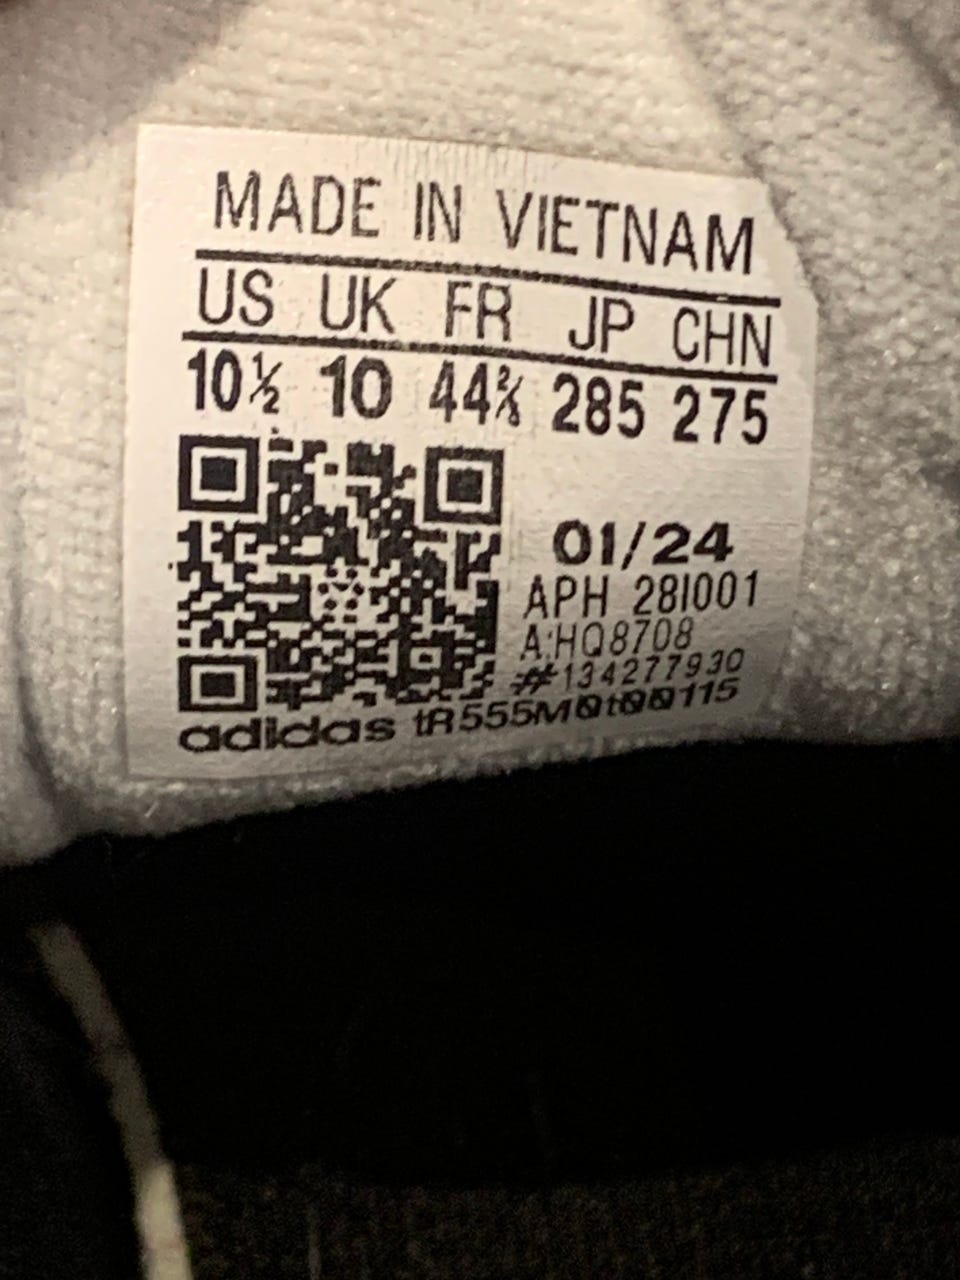 MADE IN VIETNAM
US UK FR JP CHN
10½ 10 44⅔ 285 275
01/24
APH 28I001
A:HQ8708
#134277930
adidas tR555M0t00115